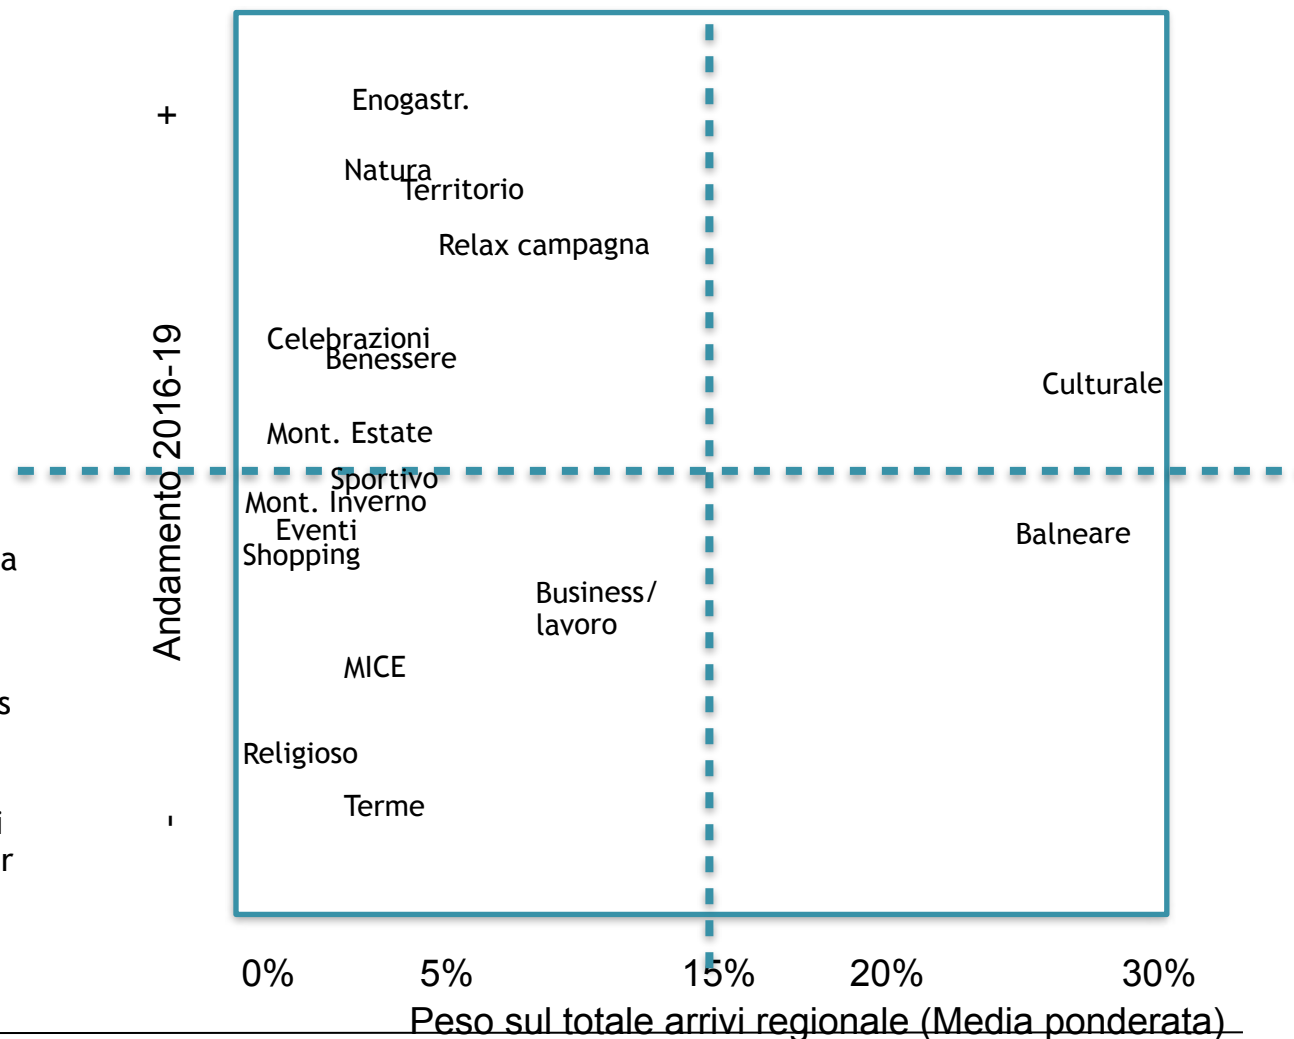 +
Enogastr.
Natura
Territorio
Relax campagna
Celebrazioni
Benessere
Culturale
Mont. Estate
Andamento 2016-19
Sportivo
Mont. Inverno
Eventi
Balneare
Shopping
a
Business/
lavoro
MICE
s
Religioso
Terme
-
i
r
0% 5% 15% 20% 30%
Peso sul totale arrivi regionale (Media ponderata)